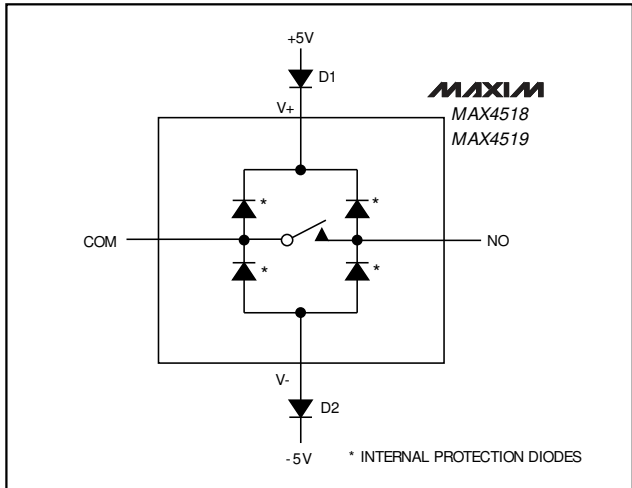 +5V
D1
V+
MAXIM
MAX4518
MAX4519
*
*
COM
NO
*
*
V-
D2
-5V
* INTERNAL PROTECTION DIODES